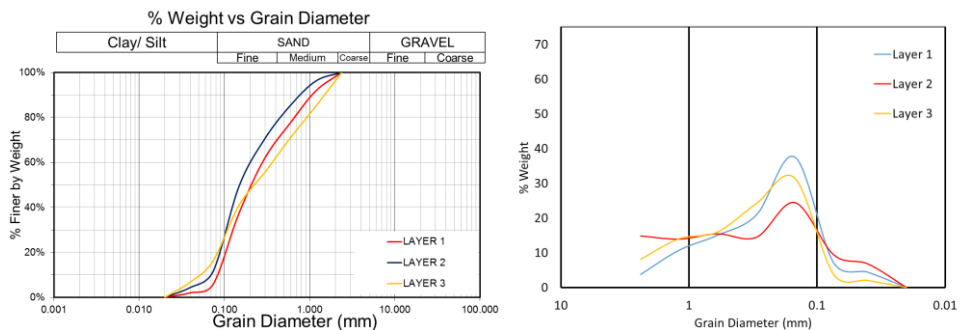 % Weight vs Grain Diameter
Clay/ Silt SAND GRAVEL
Fine Medium Coarse Fine Coarse
100%
80%
60%
40%
20%
0%
% Finer by Weight
LAYER 1
LAYER 2
LAYER 3
0.001 0.010 0.100 1.000 10.000 100.000
Grain Diameter (mm)
70
60
50
40
30
20
10
0
% Weight
Layer 1
Layer 2
Layer 3
10 1 0.1 0.01
Grain Diameter (mm)